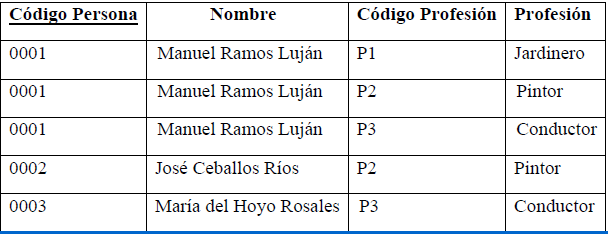 Código Persona Nombre Código Profesión Profesión
0001 Manuel Ramos Luján P1 Jardinero
0001 Manuel Ramos Luján P2 Pintor
0001 Manuel Ramos Luján P3 Conductor
0002 José Ceballos Ríos P2 Pintor
0003 María del Hoyo Rosales P3 Conductor